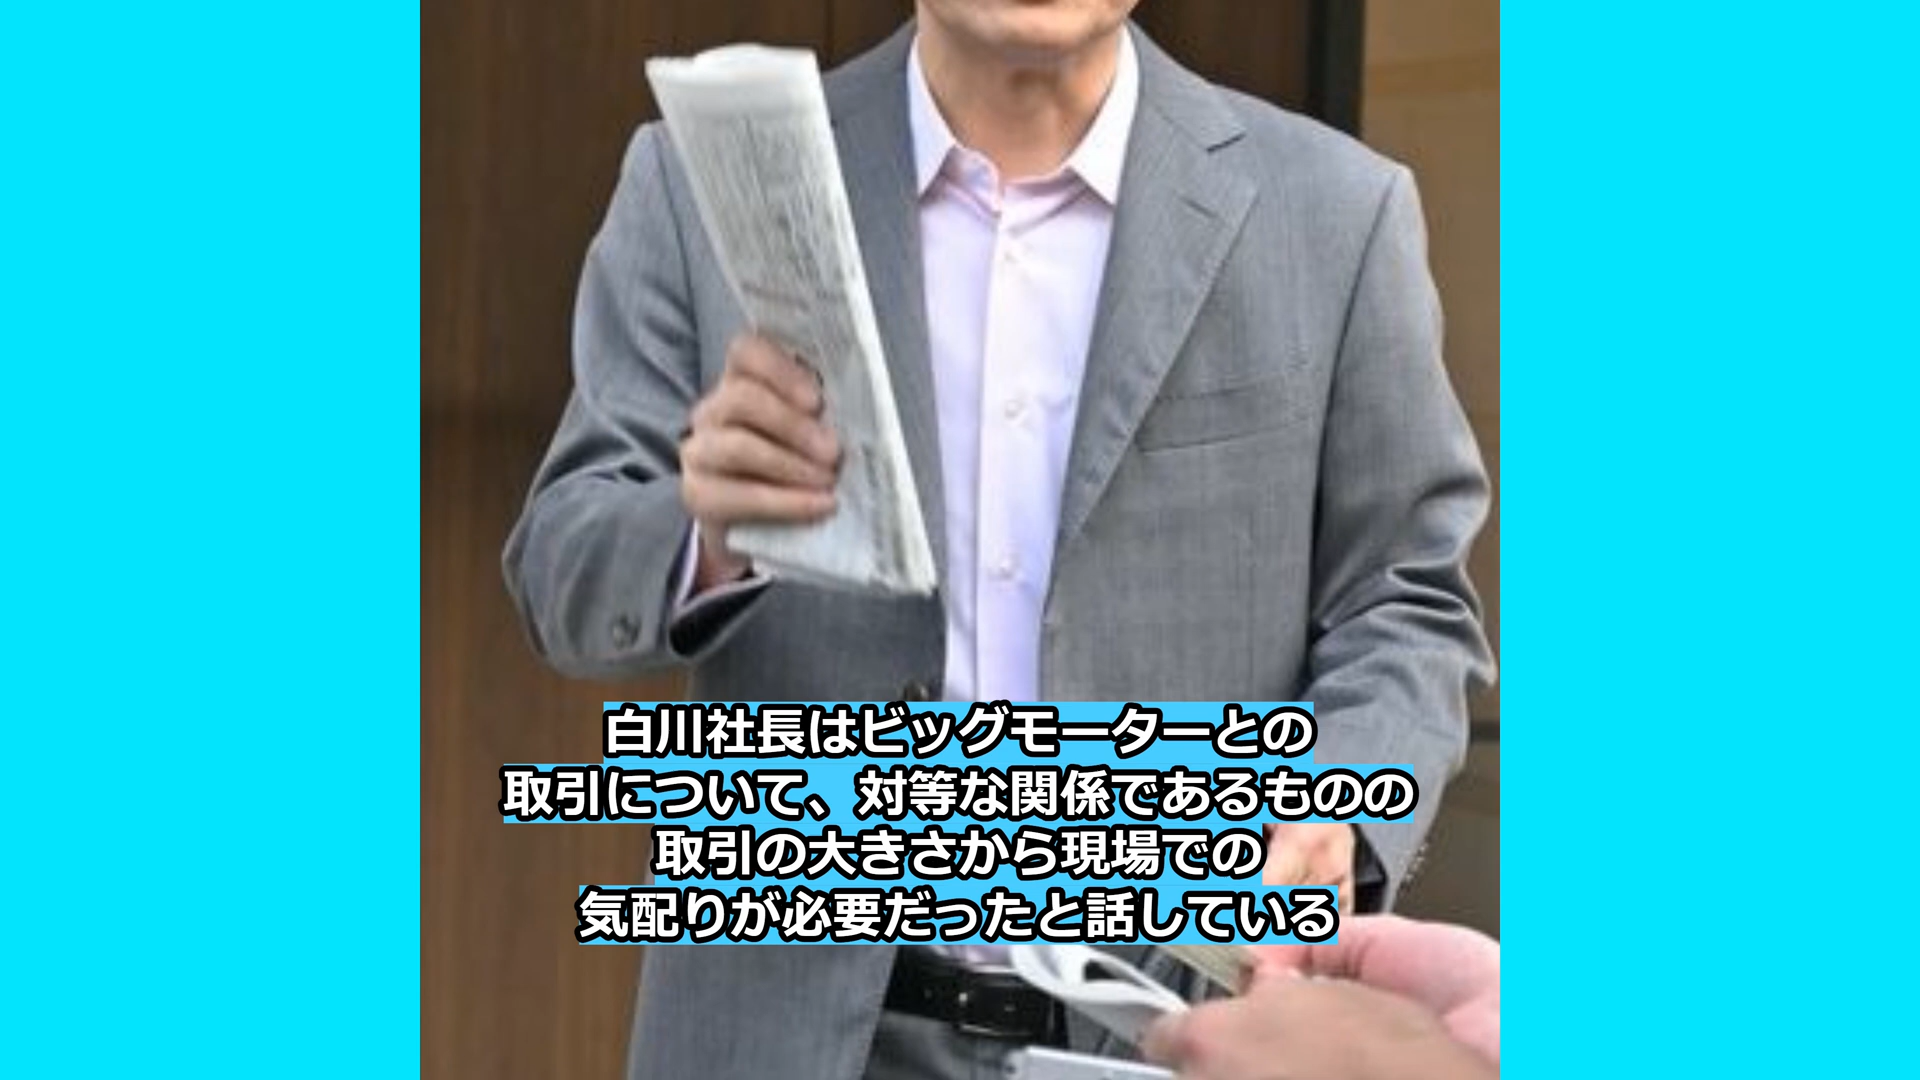 白川社長はビッグモーターとの
取引について、対等な関係であるものの
取引の大きさから現場での
気配りが必要だったと話している